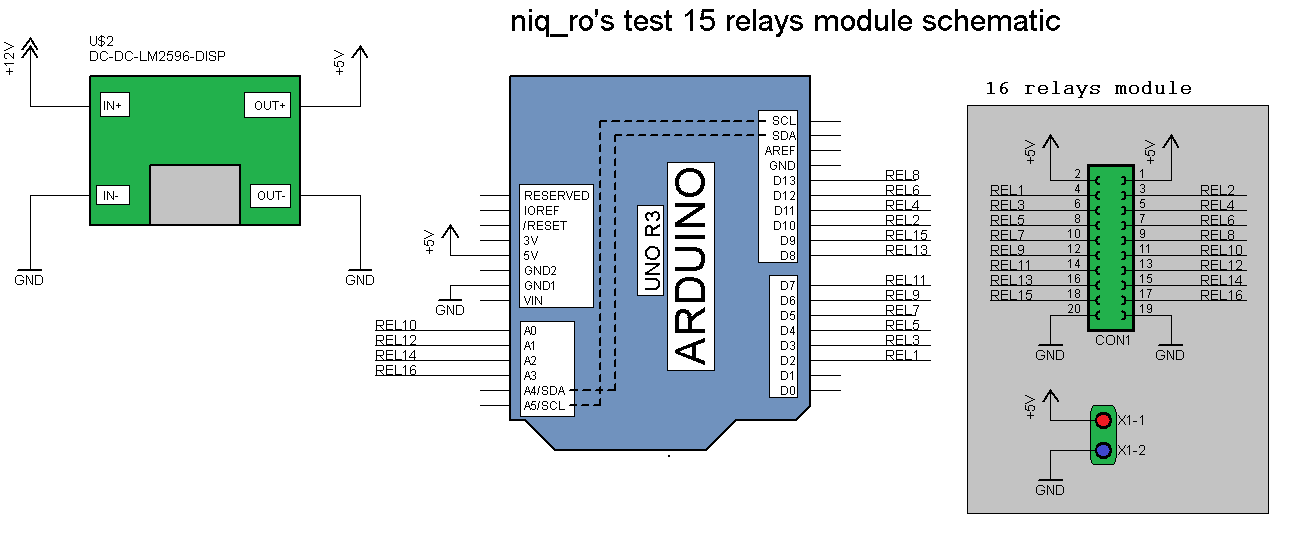 niq_ro's test 15 relays module schematic
+12V
U$2
DC-DC-LM2596-DISP
+5V
IN+
OUT+
IN-
OUT-
GND
GND
RESERVED
IOREF
/RESET
3V
5V
GND2
GND1
VIN
+5V
GND
REL10
REL12
REL14
REL16
A0
A1
A2
A3
A4/SDA
A5/SCL
UNO R3
ARDUINO
SCL
SDA
AREF
GND
D13 REL8
D12 REL6
D11 REL4
D10 REL2
D9 REL15
D8 REL13
D7 REL11
D6 REL9
D5 REL7
D4 REL5
D3 REL3
D2 REL1
D1
D0
16 relays module
+5V
+5V
2 1
REL1 4 3 REL2
REL3 6 5 REL4
REL5 8 7 REL6
REL7 10 9 REL8
REL9 12 11 REL10
REL11 14 13 REL12
REL13 16 15 REL14
REL15 18 17 REL16
20 19
GND
CON1
GND
+5V
X1-1
X1-2
GND